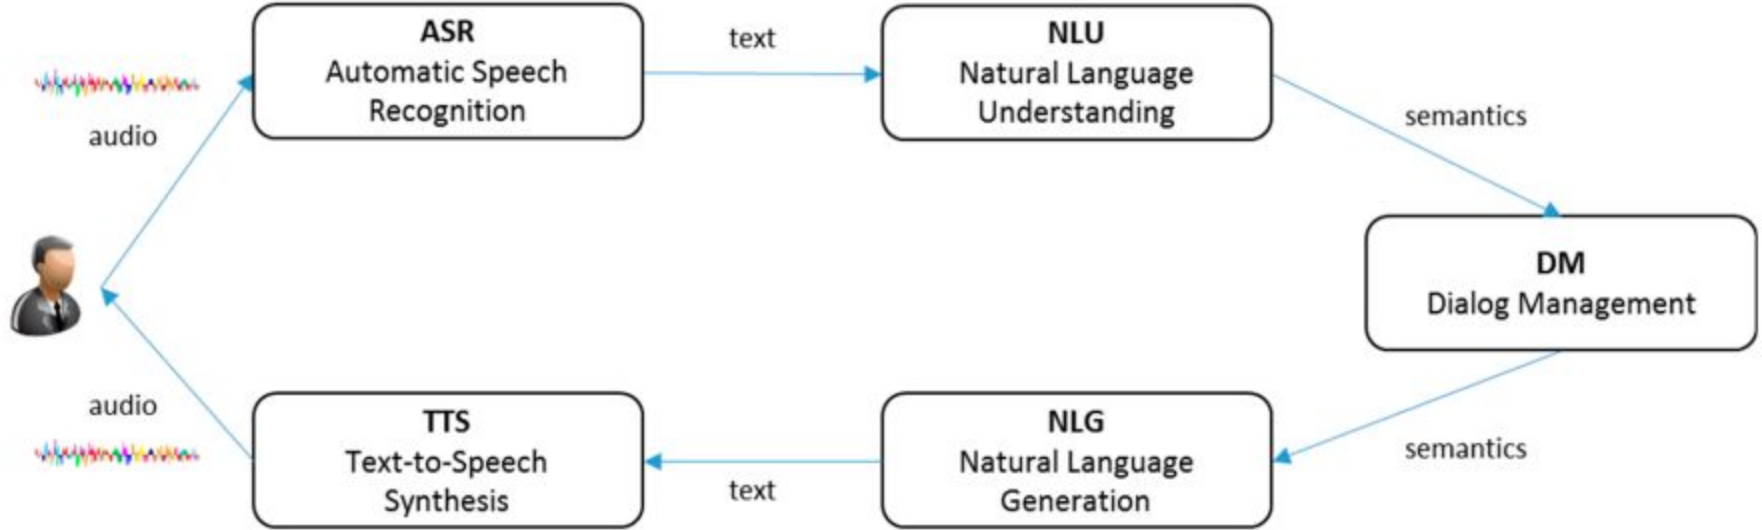 ASR
Automatic Speech
Recognition
text
NLU
Natural Language
Understanding
audio
semantics
DM
Dialog Management
audio
TTS
Text-to-Speech
Synthesis
text
NLG
Natural Language
Generation
semantics